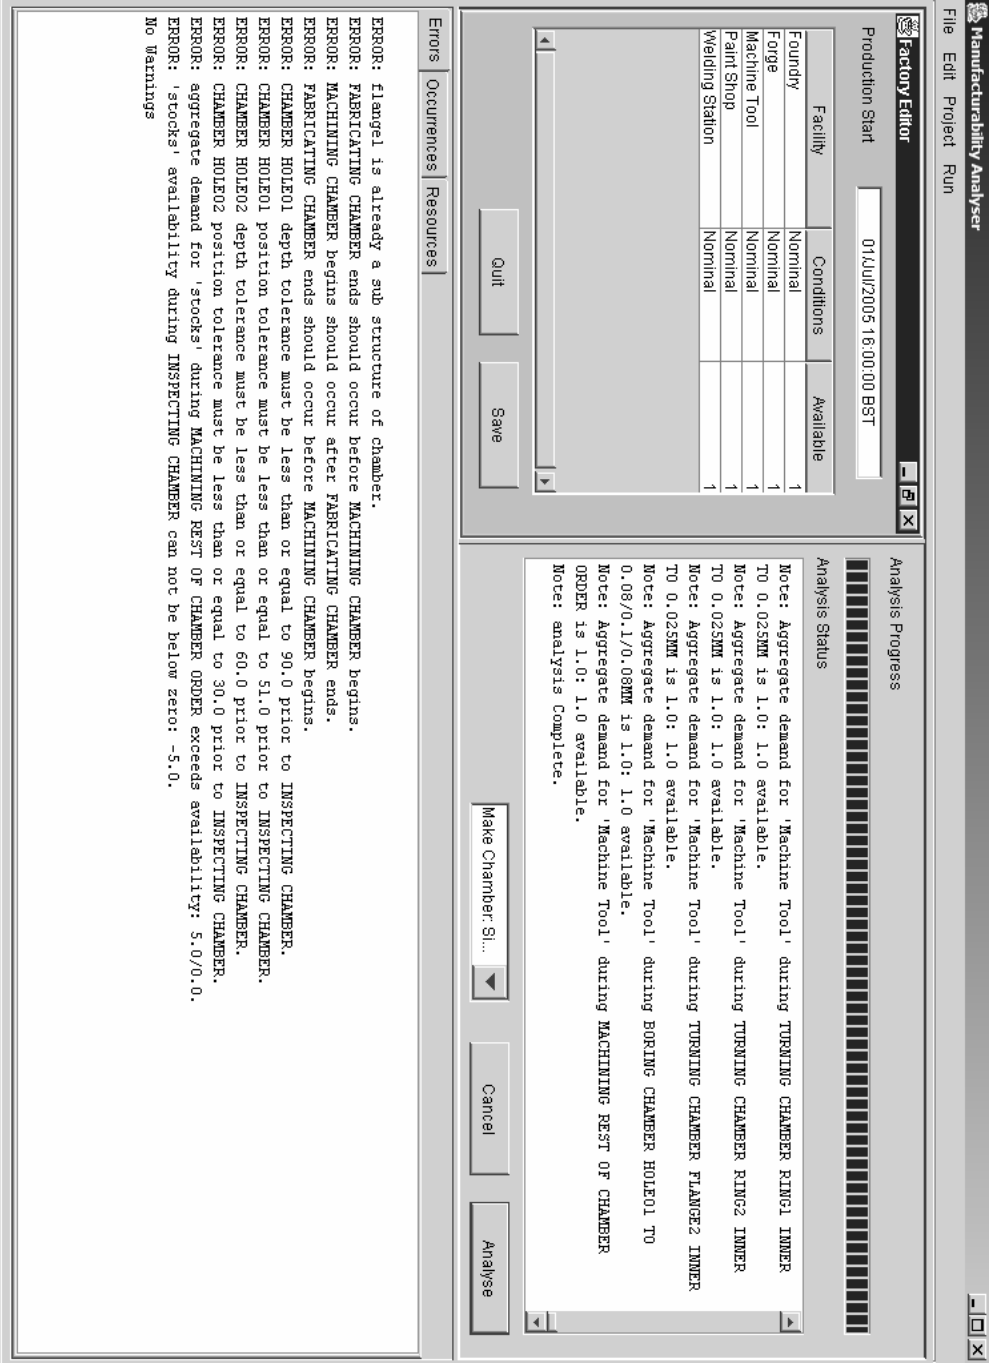 Manufacturability Analyser
File Edit Project Run
Factory Editor
Production Start 01/Jul/2005 16:00:00 BST
Facility Conditions Available
Foundry Nominal 1
Forge Nominal 1
Machine Tool Nominal 1
Paint Shop Nominal 1
Welding Station Nominal 1
Quit Save
Analysis Progress
Analysis Status
Note: Aggregate demand for 'Machine Tool' during TURNING CHAMBER RING1 INNER
TO 0.025MM is 1.0: 1.0 available.
Note: Aggregate demand for 'Machine Tool' during TURNING CHAMBER RING2 INNER
TO 0.025MM is 1.0: 1.0 available.
Note: Aggregate demand for 'Machine Tool' during TURNING CHAMBER FLANGE2 INNER
TO 0.025MM is 1.0: 1.0 available.
Note: Aggregate demand for 'Machine Tool' during BORING CHAMBER HOLE01 TO
0.08/0.1/0.08MM is 1.0: 1.0 available.
Note: Aggregate demand for 'Machine Tool' during MACHINING REST OF CHAMBER
ORDER is 1.0: 1.0 available.
Note: analysis Complete.
Make Chamber: Si... Cancel Analyse
Errors Occurrences Resources
ERROR: flange1 is already a sub structure of chamber.
ERROR: FABRICATING CHAMBER ends should occur before MACHINING CHAMBER begins.
ERROR: MACHINING CHAMBER begins should occur after FABRICATING CHAMBER ends.
ERROR: FABRICATING CHAMBER ends should occur before MACHINING CHAMBER begins.
ERROR: CHAMBER HOLE01 depth tolerance must be less than or equal to 90.0 prior to INSPECTING CHAMBER.
ERROR: CHAMBER HOLE01 position tolerance must be less than or equal to 51.0 prior to INSPECTING CHAMBER.
ERROR: CHAMBER HOLE02 depth tolerance must be less than or equal to 60.0 prior to INSPECTING CHAMBER.
ERROR: CHAMBER HOLE02 position tolerance must be less than or equal to 30.0 prior to INSPECTING CHAMBER.
ERROR: aggregate demand for 'stocks' during MACHINING REST OF CHAMBER ORDER exceeds availability: 5.0/0.0.
ERROR: 'stocks' availability during INSPECTING CHAMBER can not be below zero: -5.0.
No Warnings